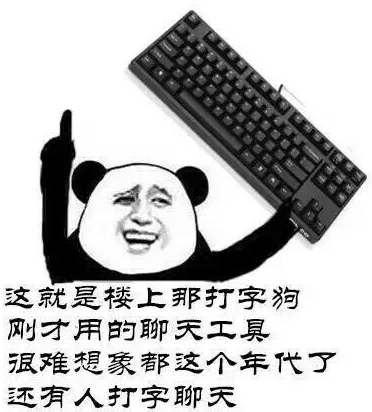 这就是楼上那打字狗
刚才用的聊天工具
很难想象都这个年代了
还有人打字聊天